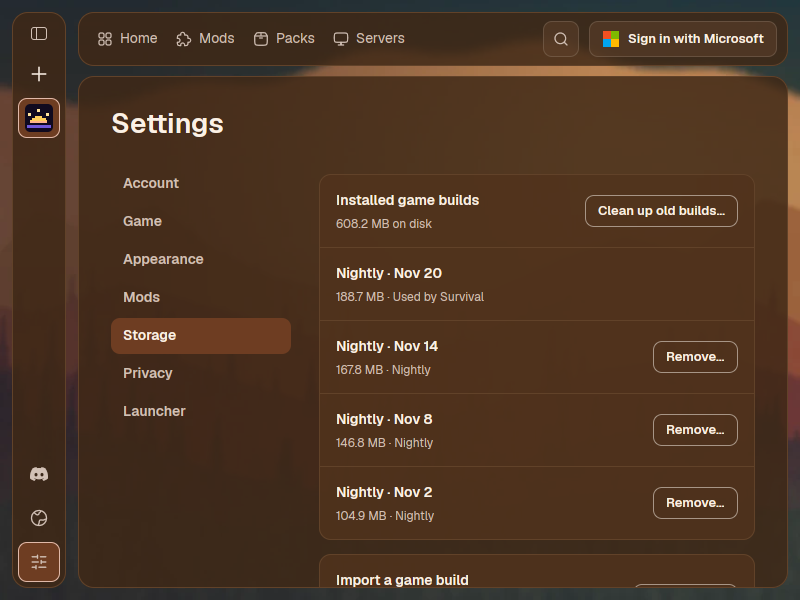 Home
Mods
Packs
Servers
Sign in with Microsoft
Settings
Account
Game
Appearance
Mods
Storage
Privacy
Launcher
Installed game builds
608.2 MB on disk
Clean up old builds...
Nightly · Nov 20
188.7 MB · Used by Survival
Nightly · Nov 14
167.8 MB · Nightly
Remove...
Nightly · Nov 8
146.8 MB · Nightly
Remove...
Nightly · Nov 2
104.9 MB · Nightly
Remove...
Import a game build